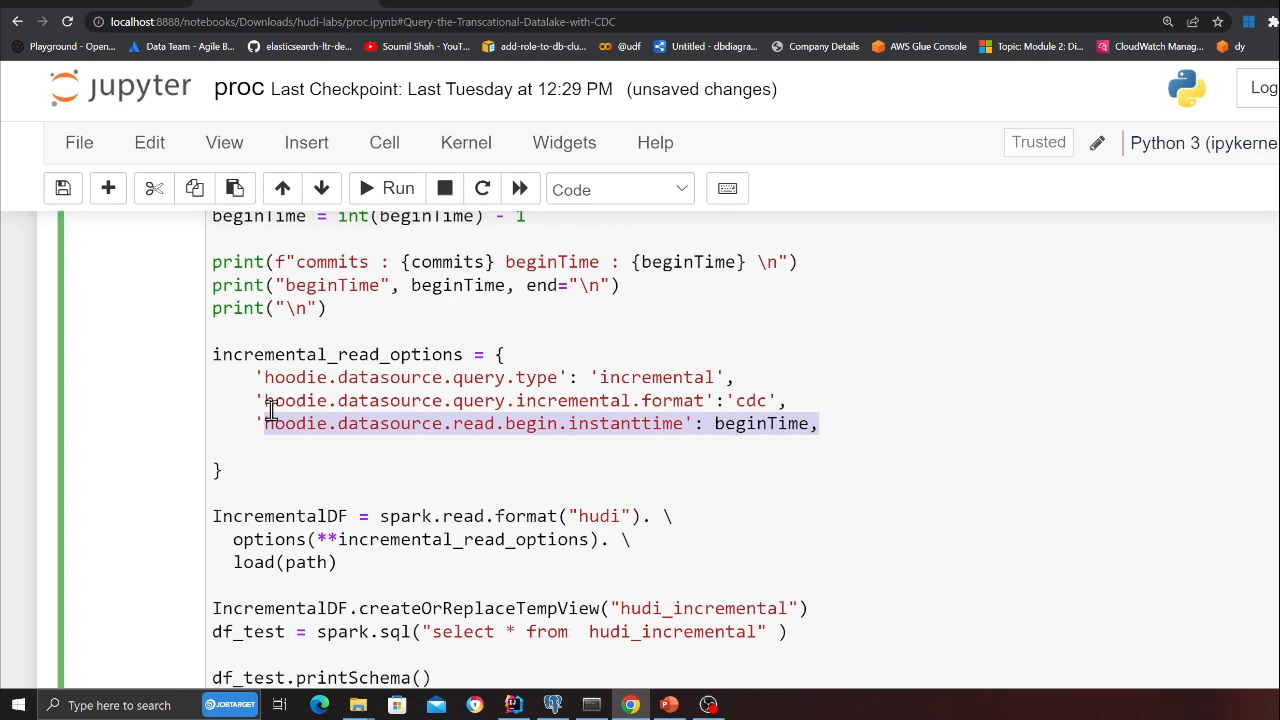 localhost:8888/notebooks/Downloads/hudi-labs/proc.ipynb#Query-the-Transcational-Datalake-with-CDC
Playground - Open... Data Team - Agile B... elasticsearch-ltr-de... Soumil Shah - YouT... add-role-to-db-clu... @udf Untitled - dbdiagra... Company Details AWS Glue Console Topic: Module 2: Di... CloudWatch Manag... dy
jupyter proc Last Checkpoint: Last Tuesday at 12:29 PM (unsaved changes) Log
File Edit View Insert Cell Kernel Widgets Help Trusted Python 3 (ipykerne
Run Code
beginTime = int(beginTime) - 1
print(f"commits : {commits} beginTime : {beginTime} \n")
print("beginTime", beginTime, end="\n")
print("\n")
incremental_read_options = {
'hoodie.datasource.query.type': 'incremental',
'hoodie.datasource.query.incremental.format':'cdc',
'hoodie.datasource.read.begin.instanttime': beginTime,
}
IncrementalDF = spark.read.format("hudi"). \
options(**incremental_read_options). \
load(path)
IncrementalDF.createOrReplaceTempView("hudi_incremental")
df_test = spark.sql("select * from  hudi_incremental" )
df_test.printSchema()
Type here to search JOBTARGET